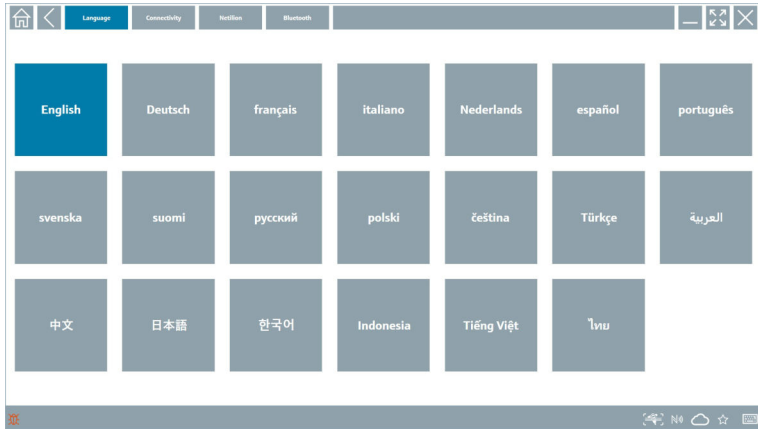 Language Connectivity Netilion Bluetooth
English Deutsch français italiano Nederlands español português
svenska suomi русский polski čeština Türkçe العربية
中文 日本語 한국어 Indonesia Tiếng Việt ไทย